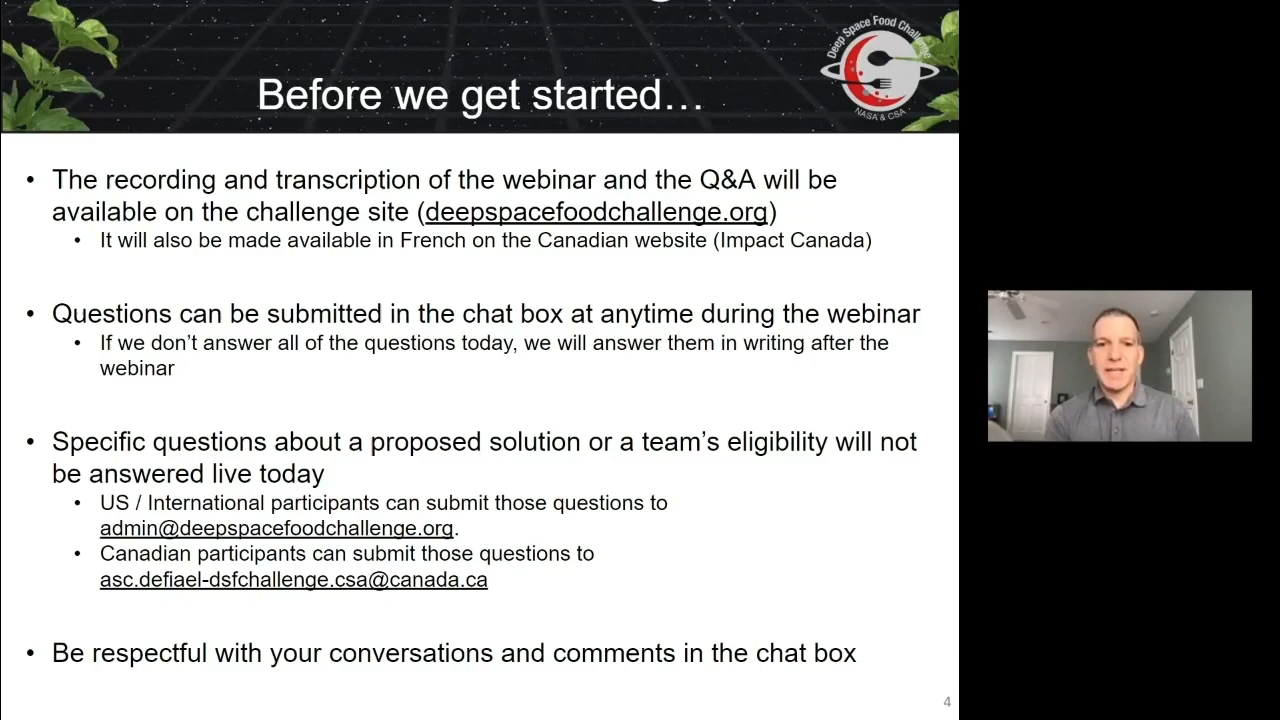 Deep Space Food Challenge
NASA & CSA
Before we get started…
• The recording and transcription of the webinar and the Q&A will be
available on the challenge site (deepspacefoodchallenge.org)
• It will also be made available in French on the Canadian website (Impact Canada)
• Questions can be submitted in the chat box at anytime during the webinar
• If we don’t answer all of the questions today, we will answer them in writing after the
webinar
• Specific questions about a proposed solution or a team’s eligibility will not
be answered live today
• US / International participants can submit those questions to
admin@deepspacefoodchallenge.org.
• Canadian participants can submit those questions to
asc.defiael-dsfchallenge.csa@canada.ca
• Be respectful with your conversations and comments in the chat box
4